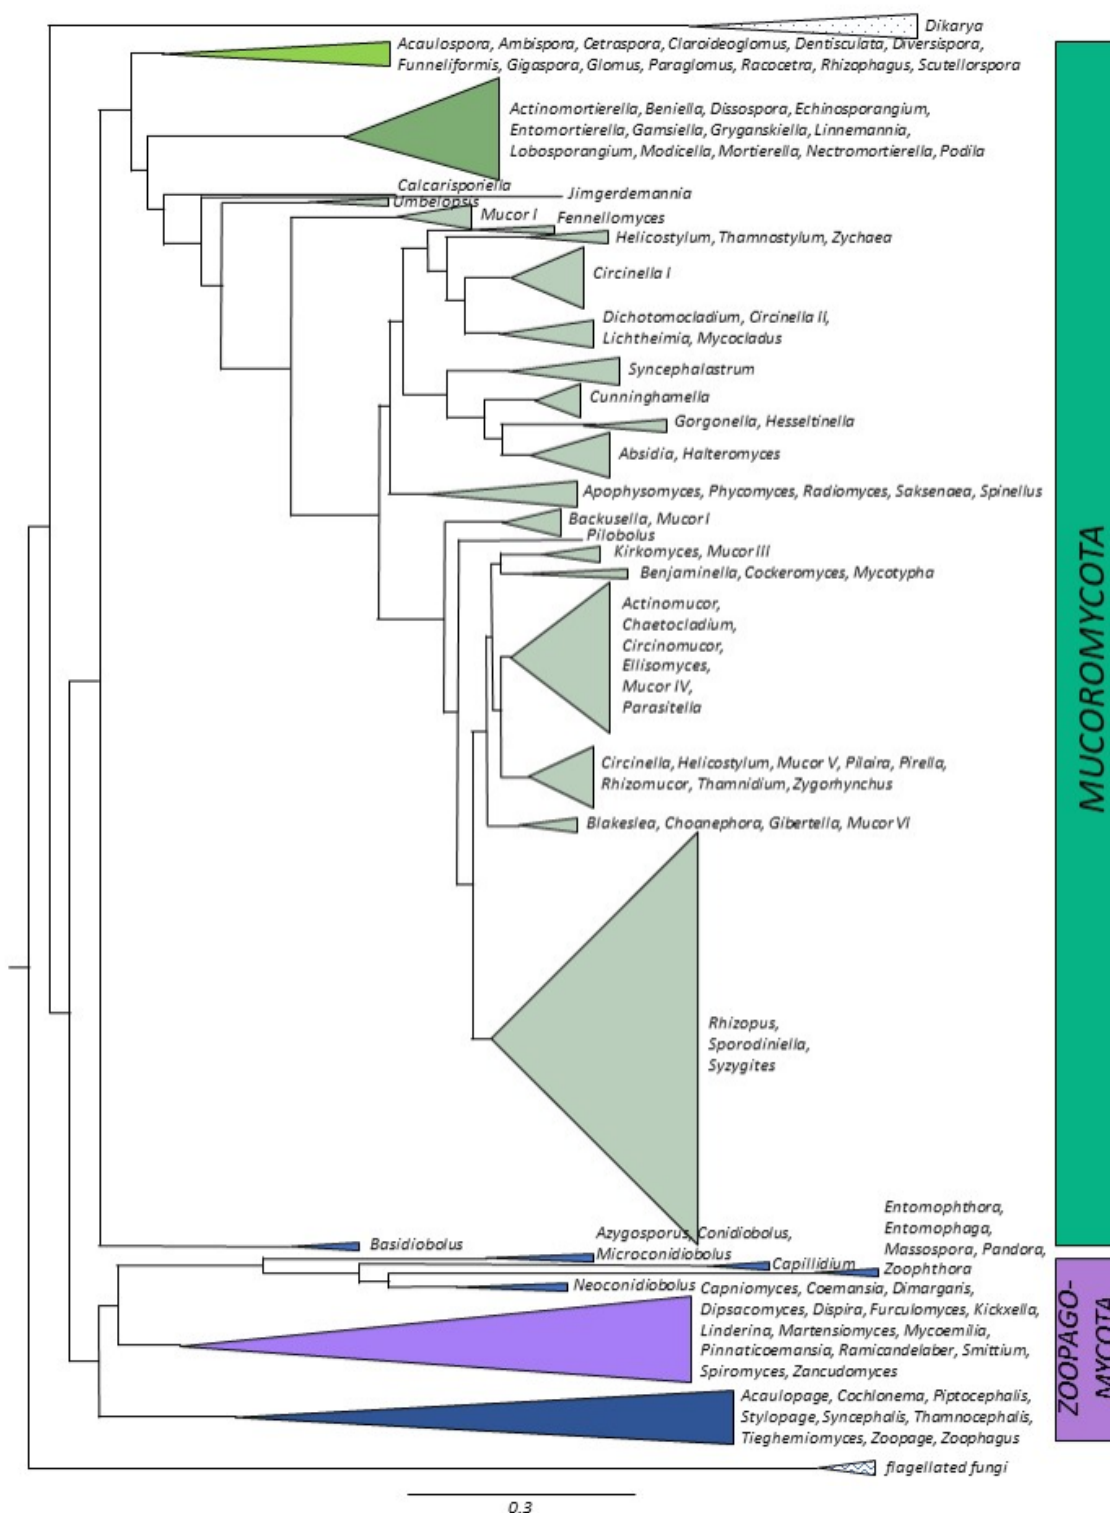 Dikarya
Acaulospora, Ambispora, Cetraspora, Claroideoglomus, Dentisculata, Diversispora,
Funneliformis, Gigaspora, Glomus, Paraglomus, Racocetra, Rhizophagus, Scutellorspora
Actinomortierella, Beniella, Dissospora, Echinosporangium,
Entomortierella, Gamsiella, Gryganskiella, Linnemannia,
Lobosporangium, Modicella, Mortierella, Nectromortierella, Podila
Calcarisporiella
Jimgerdemannia
Umbelopsis
Mucor I
Fennellomyces
Helicostylum, Thamnostylum, Zychaea
Circinella I
Dichotomocladium, Circinella II,
Lichtheimia, Mycocladus
Syncephalastrum
Cunninghamella
Gorgonella, Hesseltinella
Absidia, Halteromyces
Apophysomyces, Phycomyces, Radiomyces, Saksenaea, Spinellus
Backusella, Mucor I
Pilobolus
Kirkomyces, Mucor III
Benjaminella, Cockeromyces, Mycotypha
Actinomucor,
Chaetocladium,
Circinomucor,
Ellisomyces,
Mucor IV,
Parasitella
Circinella, Helicostylum, Mucor V, Pilaira, Pirella,
Rhizomucor, Thamnidium, Zygorhynchus
Blakeslea, Choanephora, Gibertella, Mucor VI
Rhizopus,
Sporodiniella,
Syzygites
Basidiobolus
Azygosporus, Conidiobolus,
Microconidiobolus
Capillidium
Entomophthora,
Entomophaga,
Massospora, Pandora,
Zoophthora
Neoconidiobolus
Capniomyces, Coemansia, Dimargaris,
Dipsacomyces, Dispira, Furculomyces, Kickxella,
Linderina, Martensiomyces, Mycoemilia,
Pinnaticoemansia, Ramicandelaber, Smittium,
Spiromyces, Zancudomyces
Acaulopage, Cochlonema, Piptocephalis,
Stylopage, Syncephalis, Thamnocephalis,
Tieghemiomyces, Zoopage, Zoophagus
flagellated fungi
0.3
MUCOROMYCOTA
ZOOPAGO-
MYCOTA